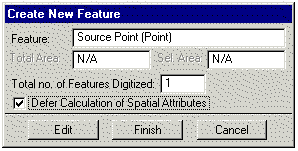 Create New Feature
Feature: Source Point (Point)
Total Area: N/A Sel. Area: N/A
Total no. of Features Digitized: 1
Defer Calculation of Spatial Attributes
Edit Finish Cancel